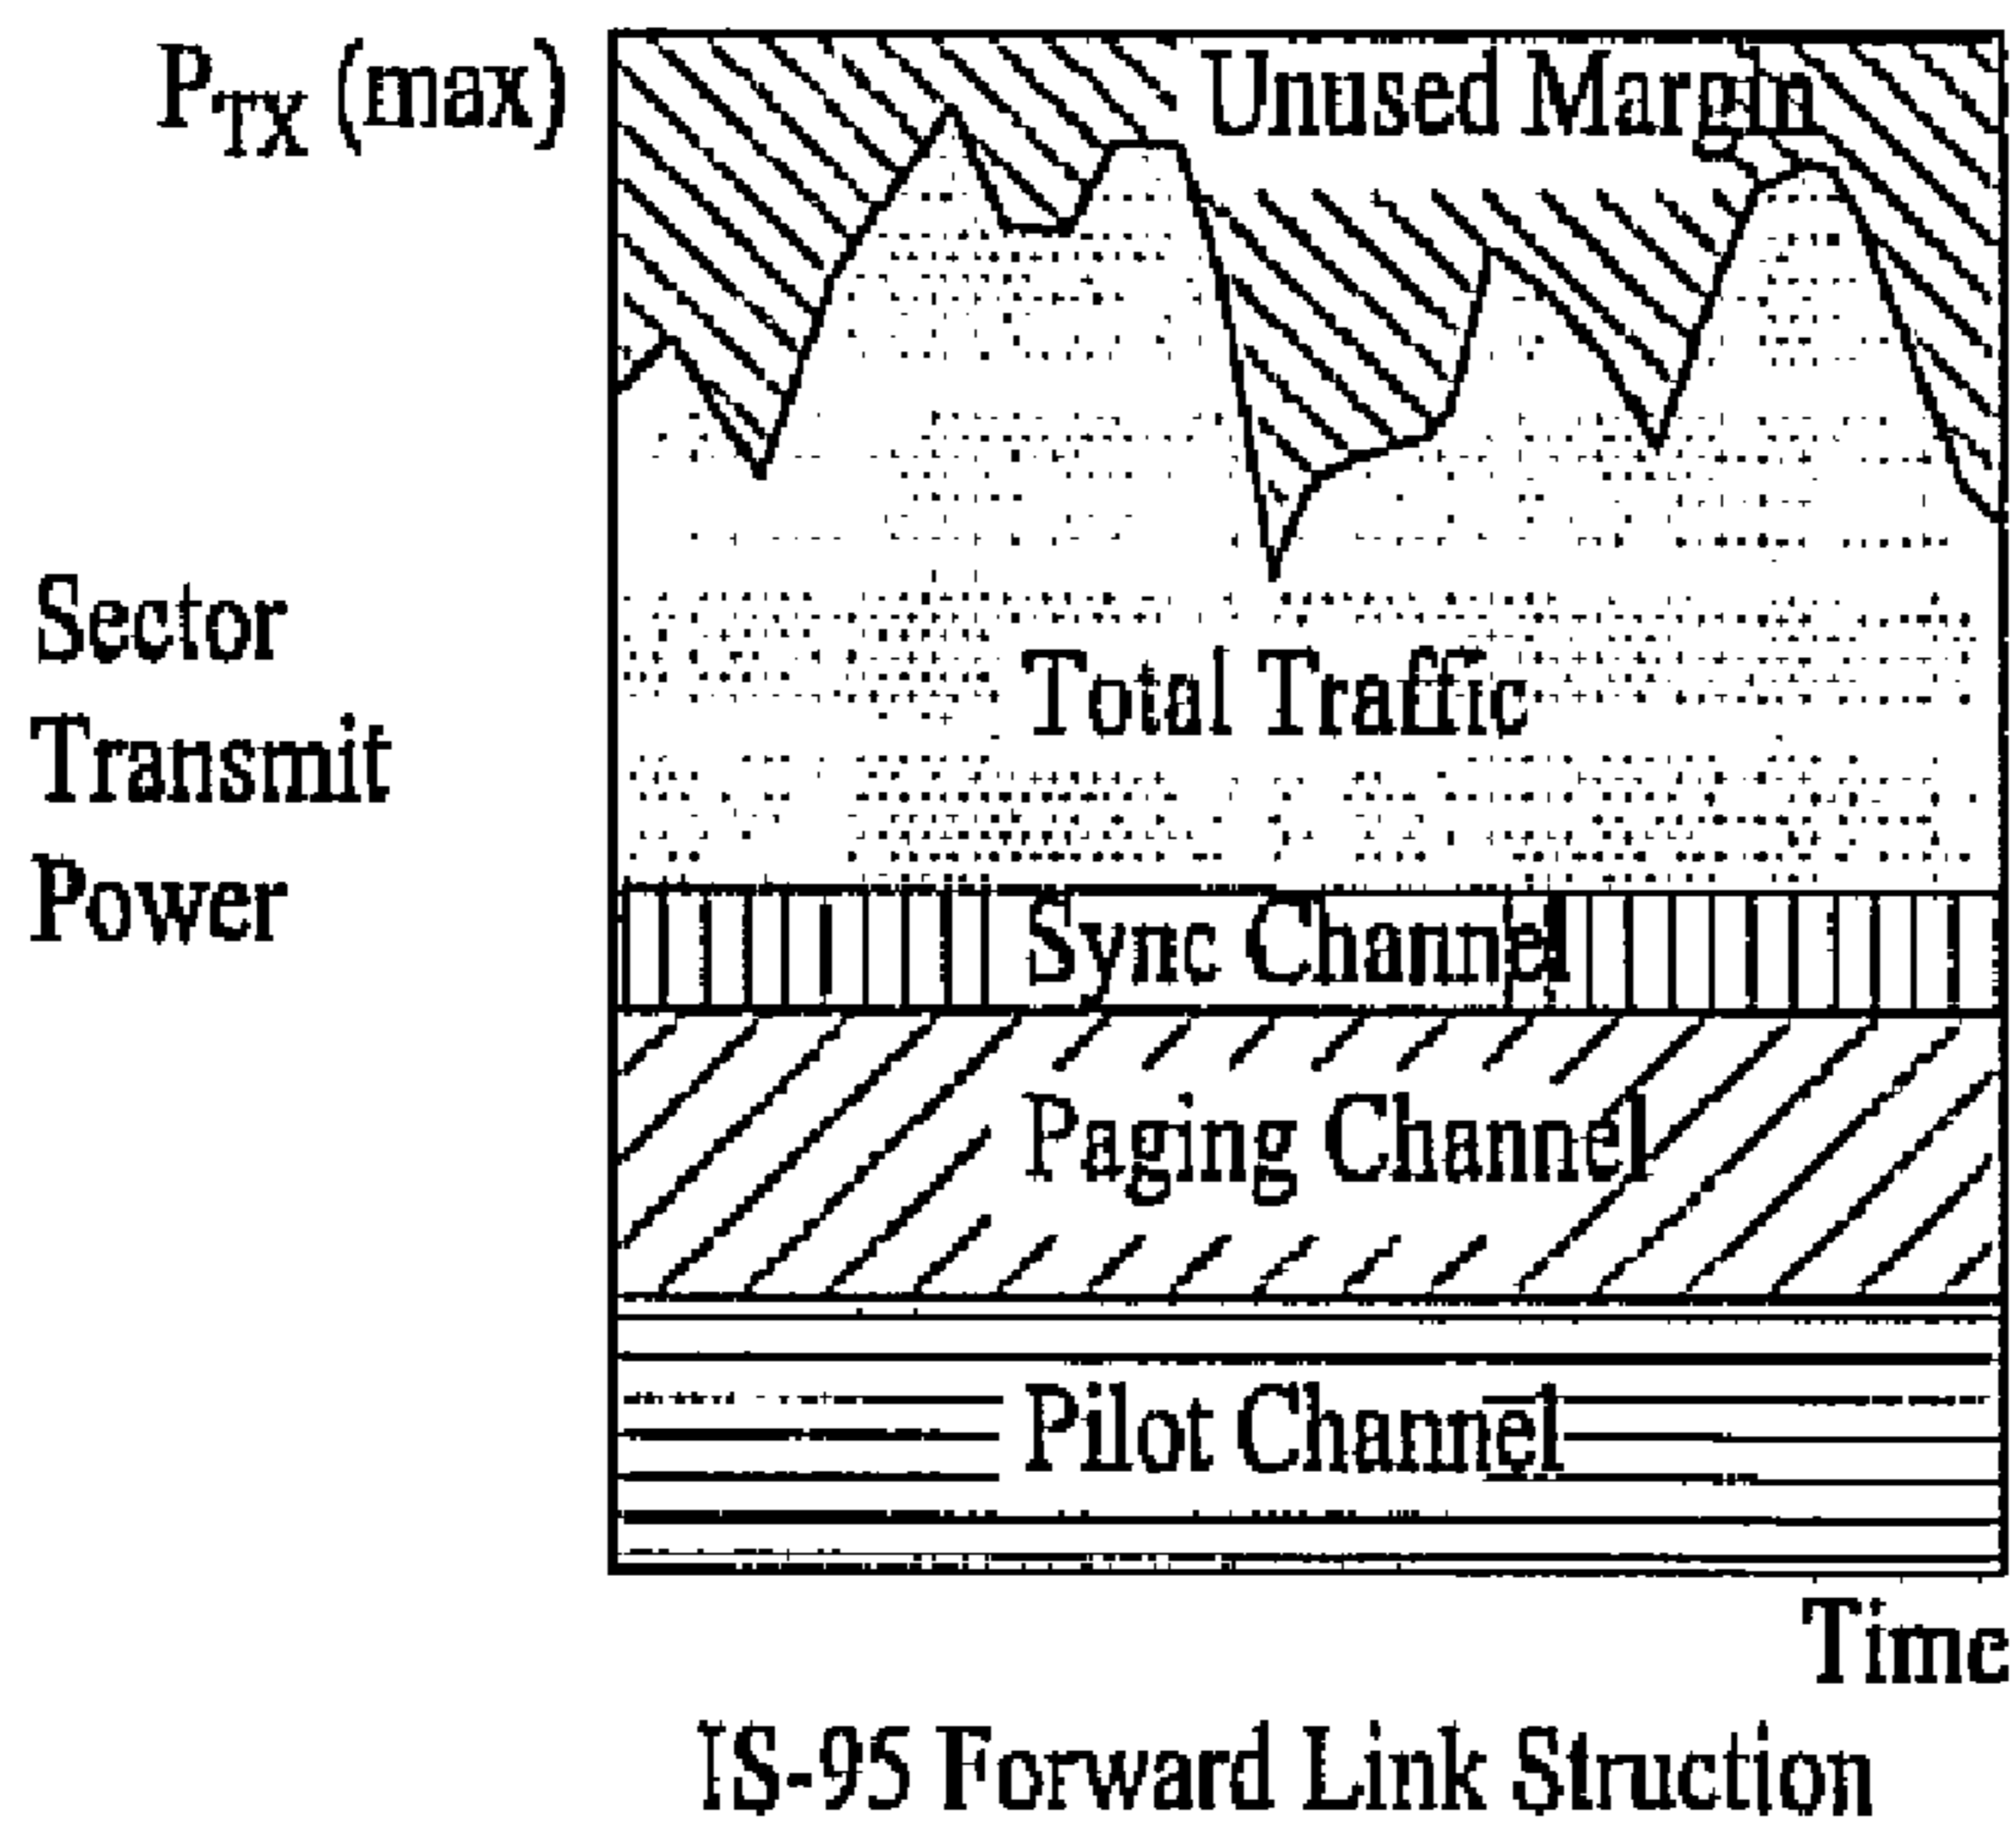 P_TX (max)
Unused Margin
Sector
Transmit
Power
Total Traffic
Sync Channel
Paging Channel
Pilot Channel
Time
IS-95 Forward Link Struction